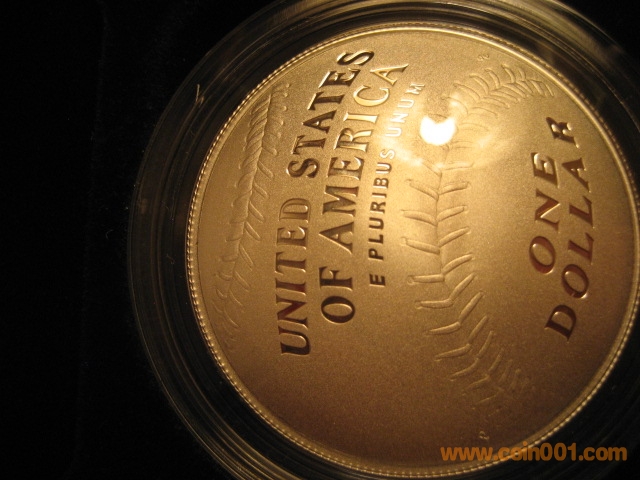 UNITED STATES
OF AMERICA
E PLURIBUS UNUM
ONE
DOLLAR
P
www.coin001.com